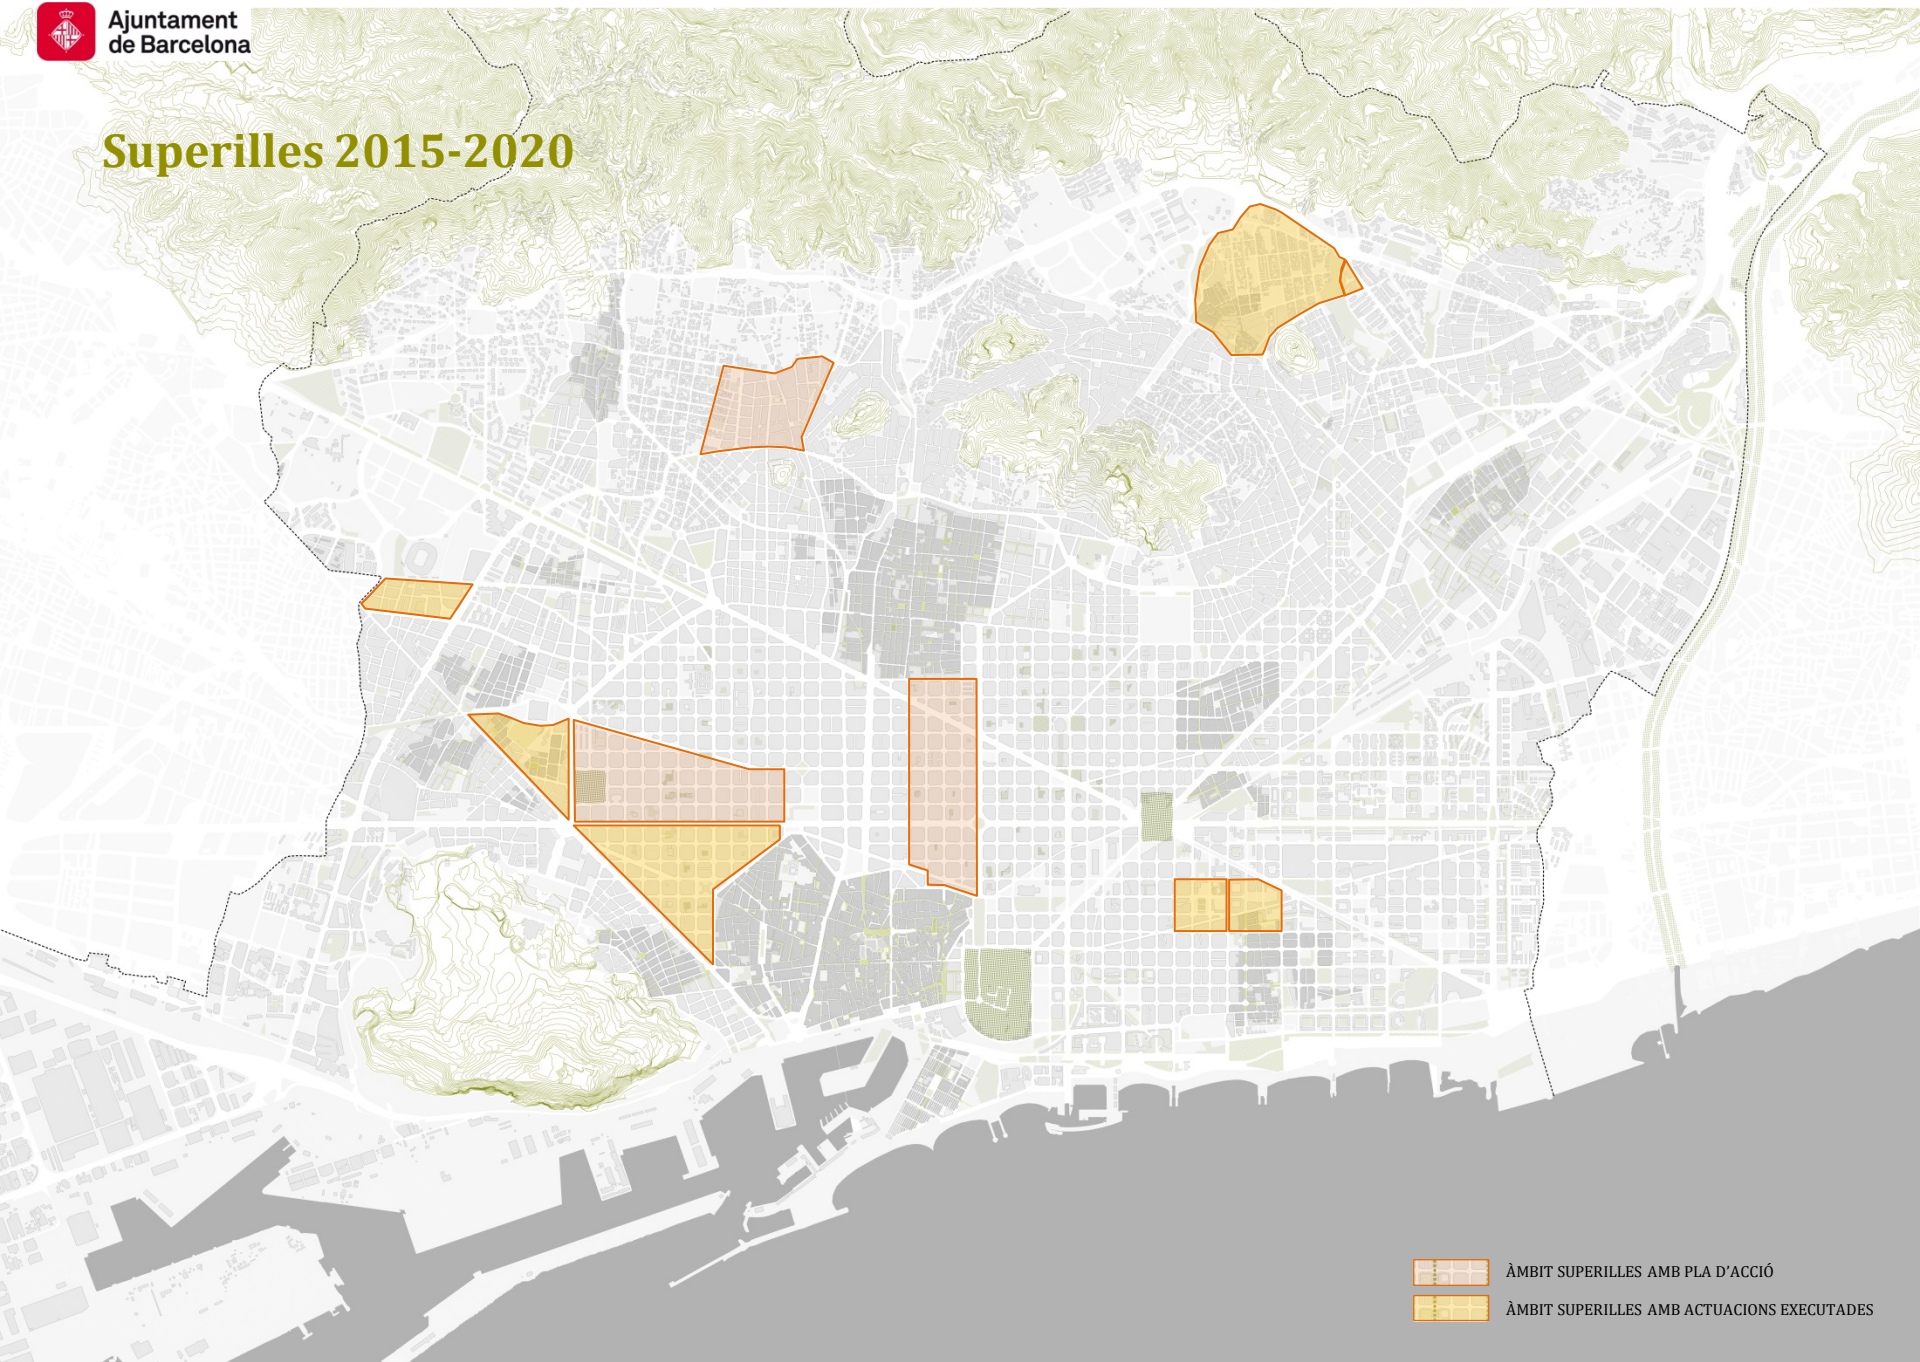 Ajuntament
de Barcelona
Superilles 2015-2020
ÀMBIT SUPERILLES AMB PLA D'ACCIÓ
ÀMBIT SUPERILLES AMB ACTUACIONS EXECUTADES